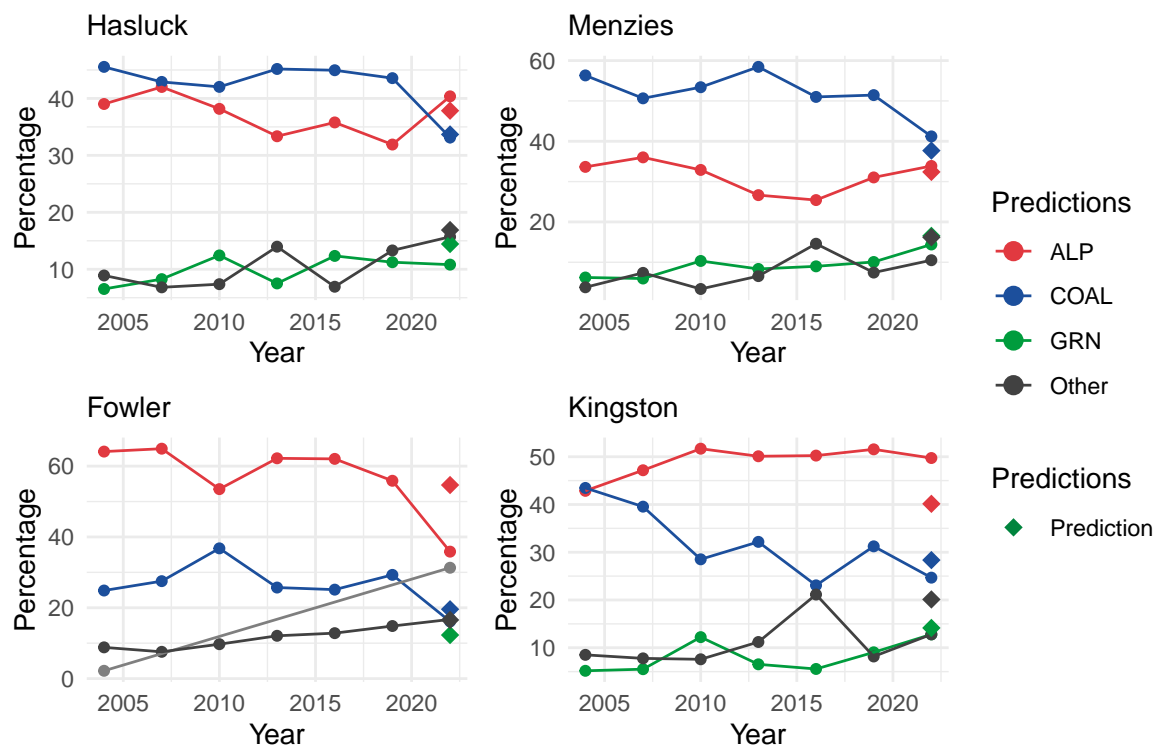 Hasluck
Percentage
40
30
20
10
2005 2010 2015 2020
Year
Menzies
Percentage
60
40
20
2005 2010 2015 2020
Year
Fowler
Percentage
60
40
20
0
2005 2010 2015 2020
Year
Kingston
Percentage
50
40
30
20
10
2005 2010 2015 2020
Year
Predictions
ALP
COAL
GRN
Other
Predictions
Prediction